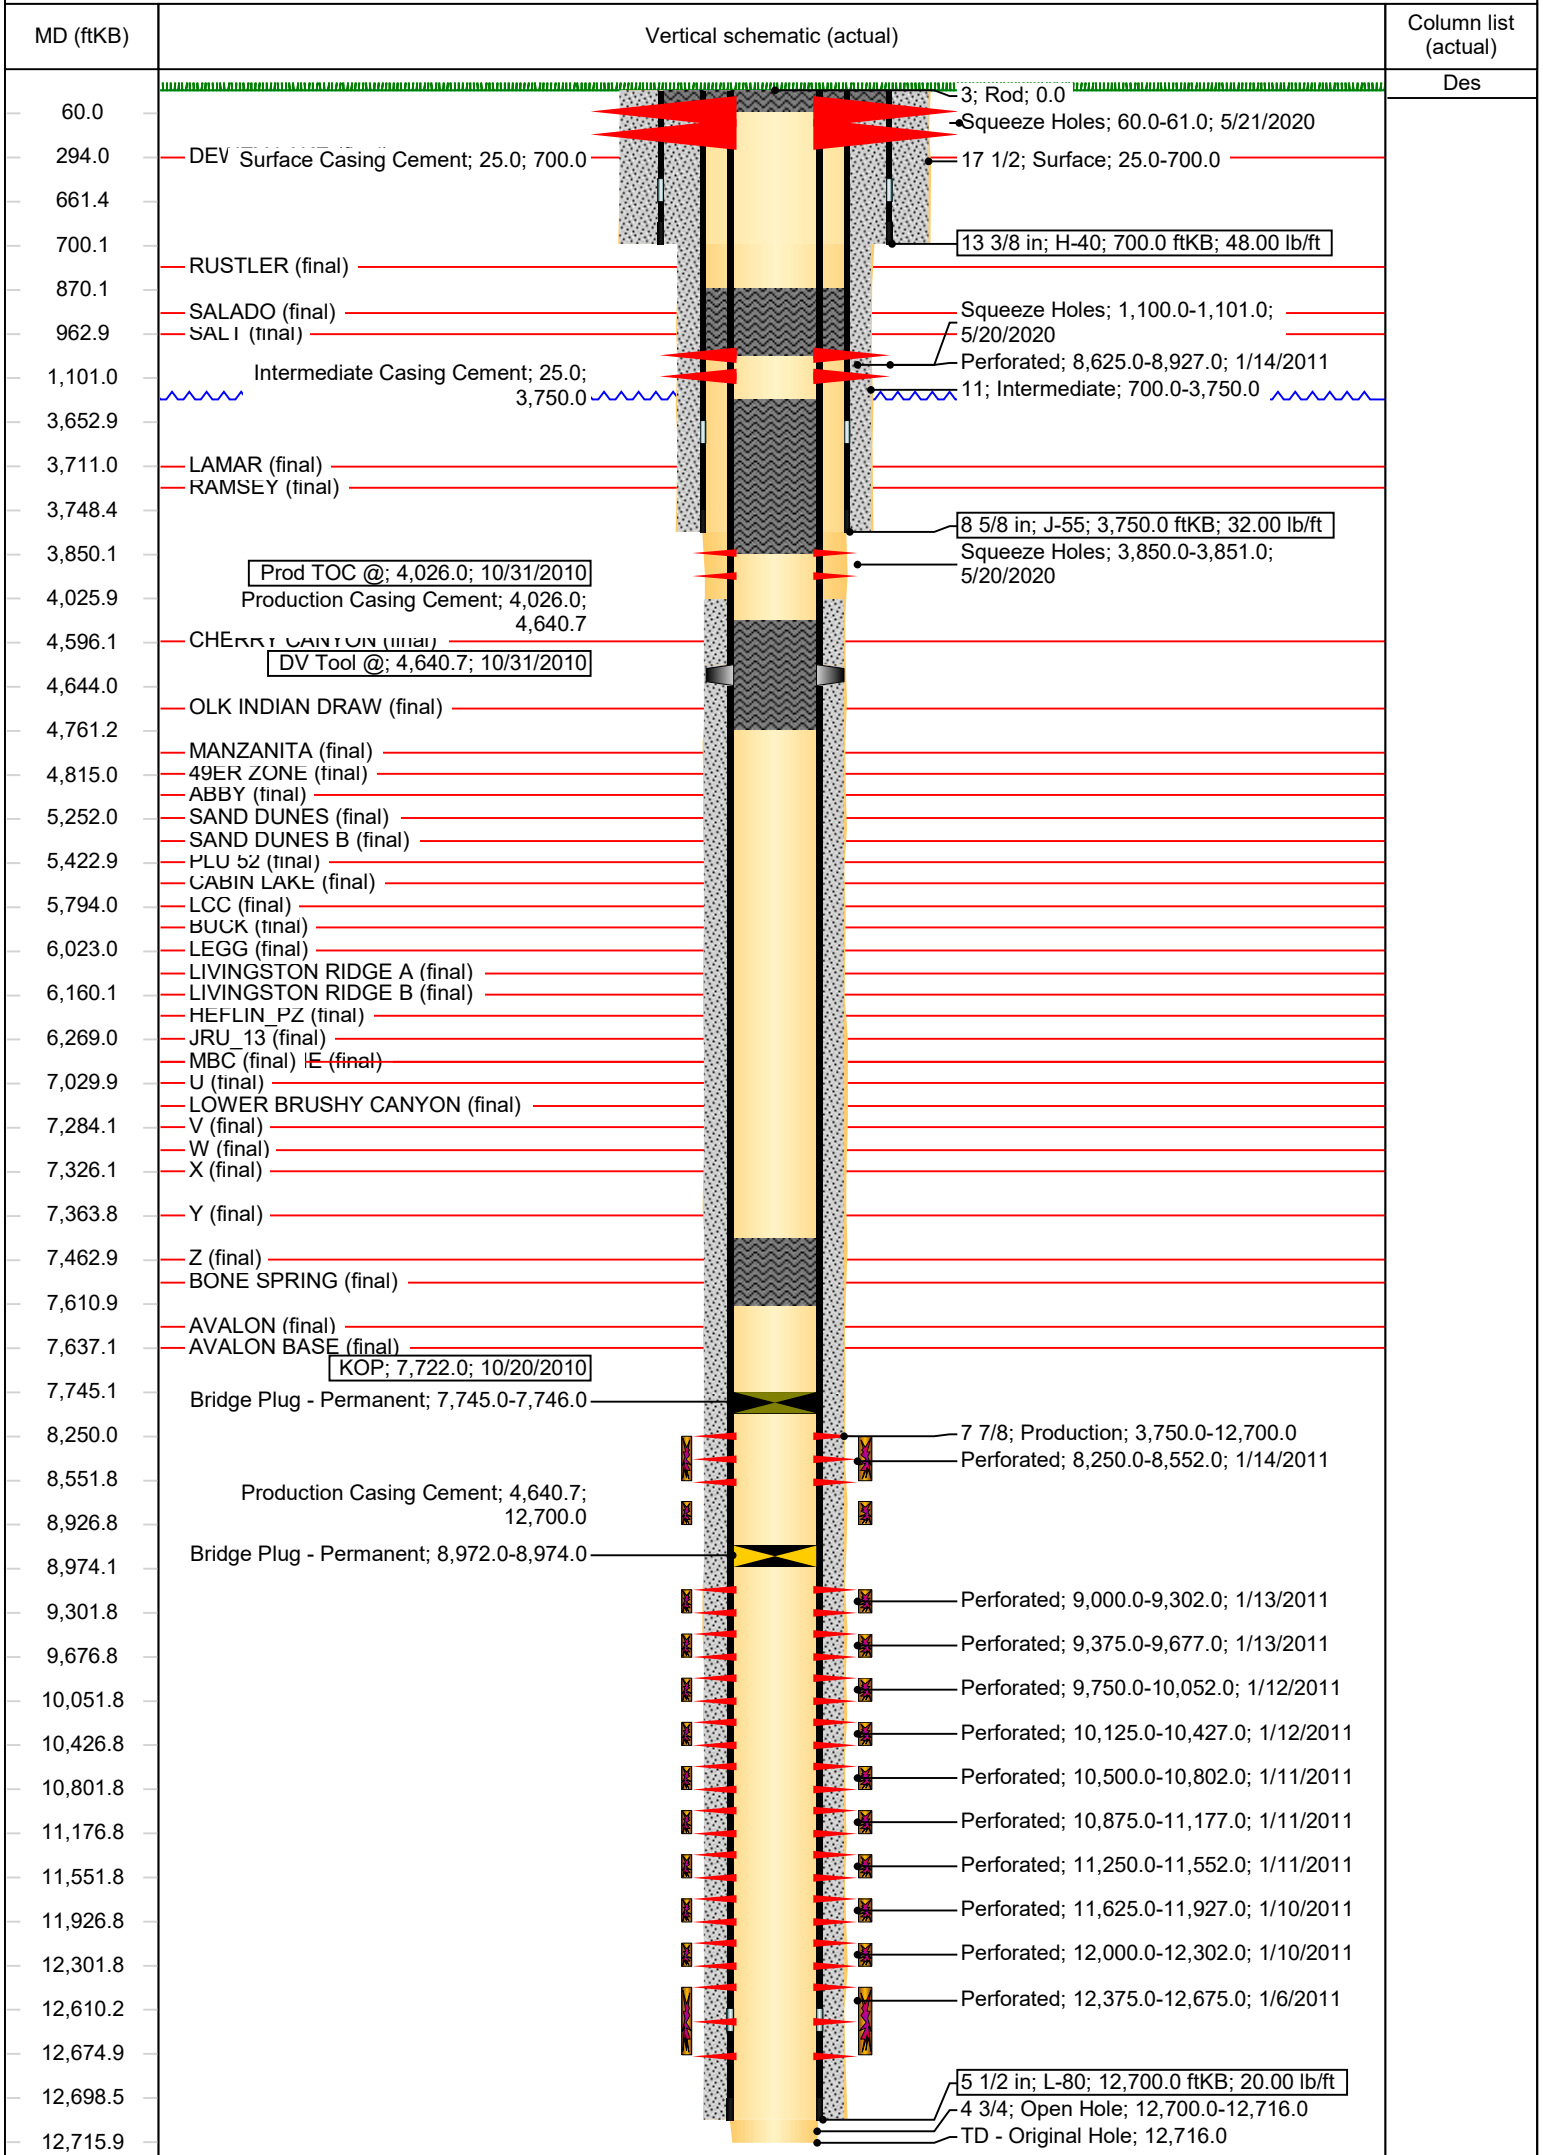 MD (ftKB)
Vertical schematic (actual)
Column list
(actual)
Des
3; Rod; 0.0
60.0
Squeeze Holes; 60.0-61.0; 5/21/2020
294.0
Surface Casing Cement; 25.0; 700.0
17 1/2; Surface; 25.0-700.0
661.4
700.1
13 3/8 in; H-40; 700.0 ftKB; 48.00 lb/ft
RUSTLER (final)
870.1
SALADO (final)
Squeeze Holes; 1,100.0-1,101.0;
5/20/2020
962.9
SALT (final)
Perforated; 8,625.0-8,927.0; 1/14/2011
1,101.0
Intermediate Casing Cement; 25.0;
3,750.0
11; Intermediate; 700.0-3,750.0
3,652.9
3,711.0
LAMAR (final)
RAMSEY (final)
3,748.4
8 5/8 in; J-55; 3,750.0 ftKB; 32.00 lb/ft
3,850.1
Squeeze Holes; 3,850.0-3,851.0;
5/20/2020
Prod TOC @; 4,026.0; 10/31/2010
4,025.9
Production Casing Cement; 4,026.0;
4,640.7
4,596.1
CHERRY CANYON (final)
DV Tool @; 4,640.7; 10/31/2010
4,644.0
OLK INDIAN DRAW (final)
4,761.2
MANZANITA (final)
4,815.0
49ER ZONE (final)
ABBY (final)
5,252.0
SAND DUNES (final)
SAND DUNES B (final)
5,422.9
PLU 52 (final)
CABIN LAKE (final)
5,794.0
LCC (final)
BUCK (final)
6,023.0
LEGG (final)
LIVINGSTON RIDGE A (final)
6,160.1
LIVINGSTON RIDGE B (final)
HEFLIN_PZ (final)
6,269.0
JRU_13 (final)
MBC (final) E (final)
7,029.9
U (final)
LOWER BRUSHY CANYON (final)
7,284.1
V (final)
W (final)
7,326.1
X (final)
7,363.8
Y (final)
7,462.9
Z (final)
BONE SPRING (final)
7,610.9
AVALON (final)
7,637.1
AVALON BASE (final)
KOP; 7,722.0; 10/20/2010
7,745.1
Bridge Plug - Permanent; 7,745.0-7,746.0
8,250.0
7 7/8; Production; 3,750.0-12,700.0
Perforated; 8,250.0-8,552.0; 1/14/2011
8,551.8
Production Casing Cement; 4,640.7;
12,700.0
8,926.8
Bridge Plug - Permanent; 8,972.0-8,974.0
8,974.1
Perforated; 9,000.0-9,302.0; 1/13/2011
9,301.8
Perforated; 9,375.0-9,677.0; 1/13/2011
9,676.8
Perforated; 9,750.0-10,052.0; 1/12/2011
10,051.8
Perforated; 10,125.0-10,427.0; 1/12/2011
10,426.8
Perforated; 10,500.0-10,802.0; 1/11/2011
10,801.8
Perforated; 10,875.0-11,177.0; 1/11/2011
11,176.8
Perforated; 11,250.0-11,552.0; 1/11/2011
11,551.8
Perforated; 11,625.0-11,927.0; 1/10/2011
11,926.8
Perforated; 12,000.0-12,302.0; 1/10/2011
12,301.8
Perforated; 12,375.0-12,675.0; 1/6/2011
12,610.2
12,674.9
5 1/2 in; L-80; 12,700.0 ftKB; 20.00 lb/ft
12,698.5
4 3/4; Open Hole; 12,700.0-12,716.0
TD - Original Hole; 12,716.0
12,715.9